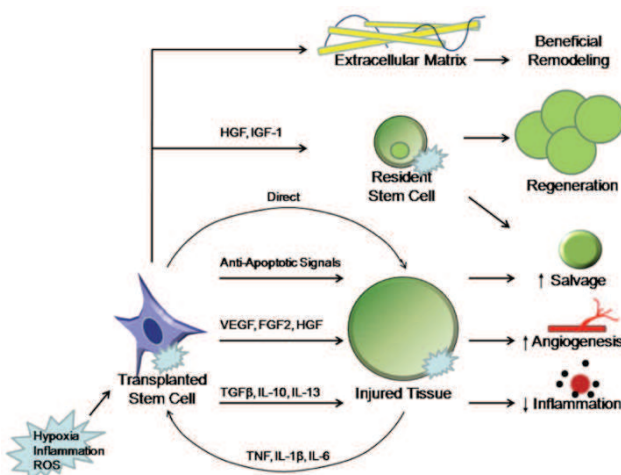 Extracellular Matrix
Beneficial
Remodeling
HGF, IGF-1
Resident
Stem Cell
Regeneration
Direct
Anti-Apoptotic Signals
↑ Salvage
VEGF, FGF2, HGF
↑ Angiogenesis
Transplanted
Stem Cell
TGFβ, IL-10, IL-13
Injured Tissue
↓ Inflammation
Hypoxia
Inflammation
ROS
TNF, IL-1β, IL-6